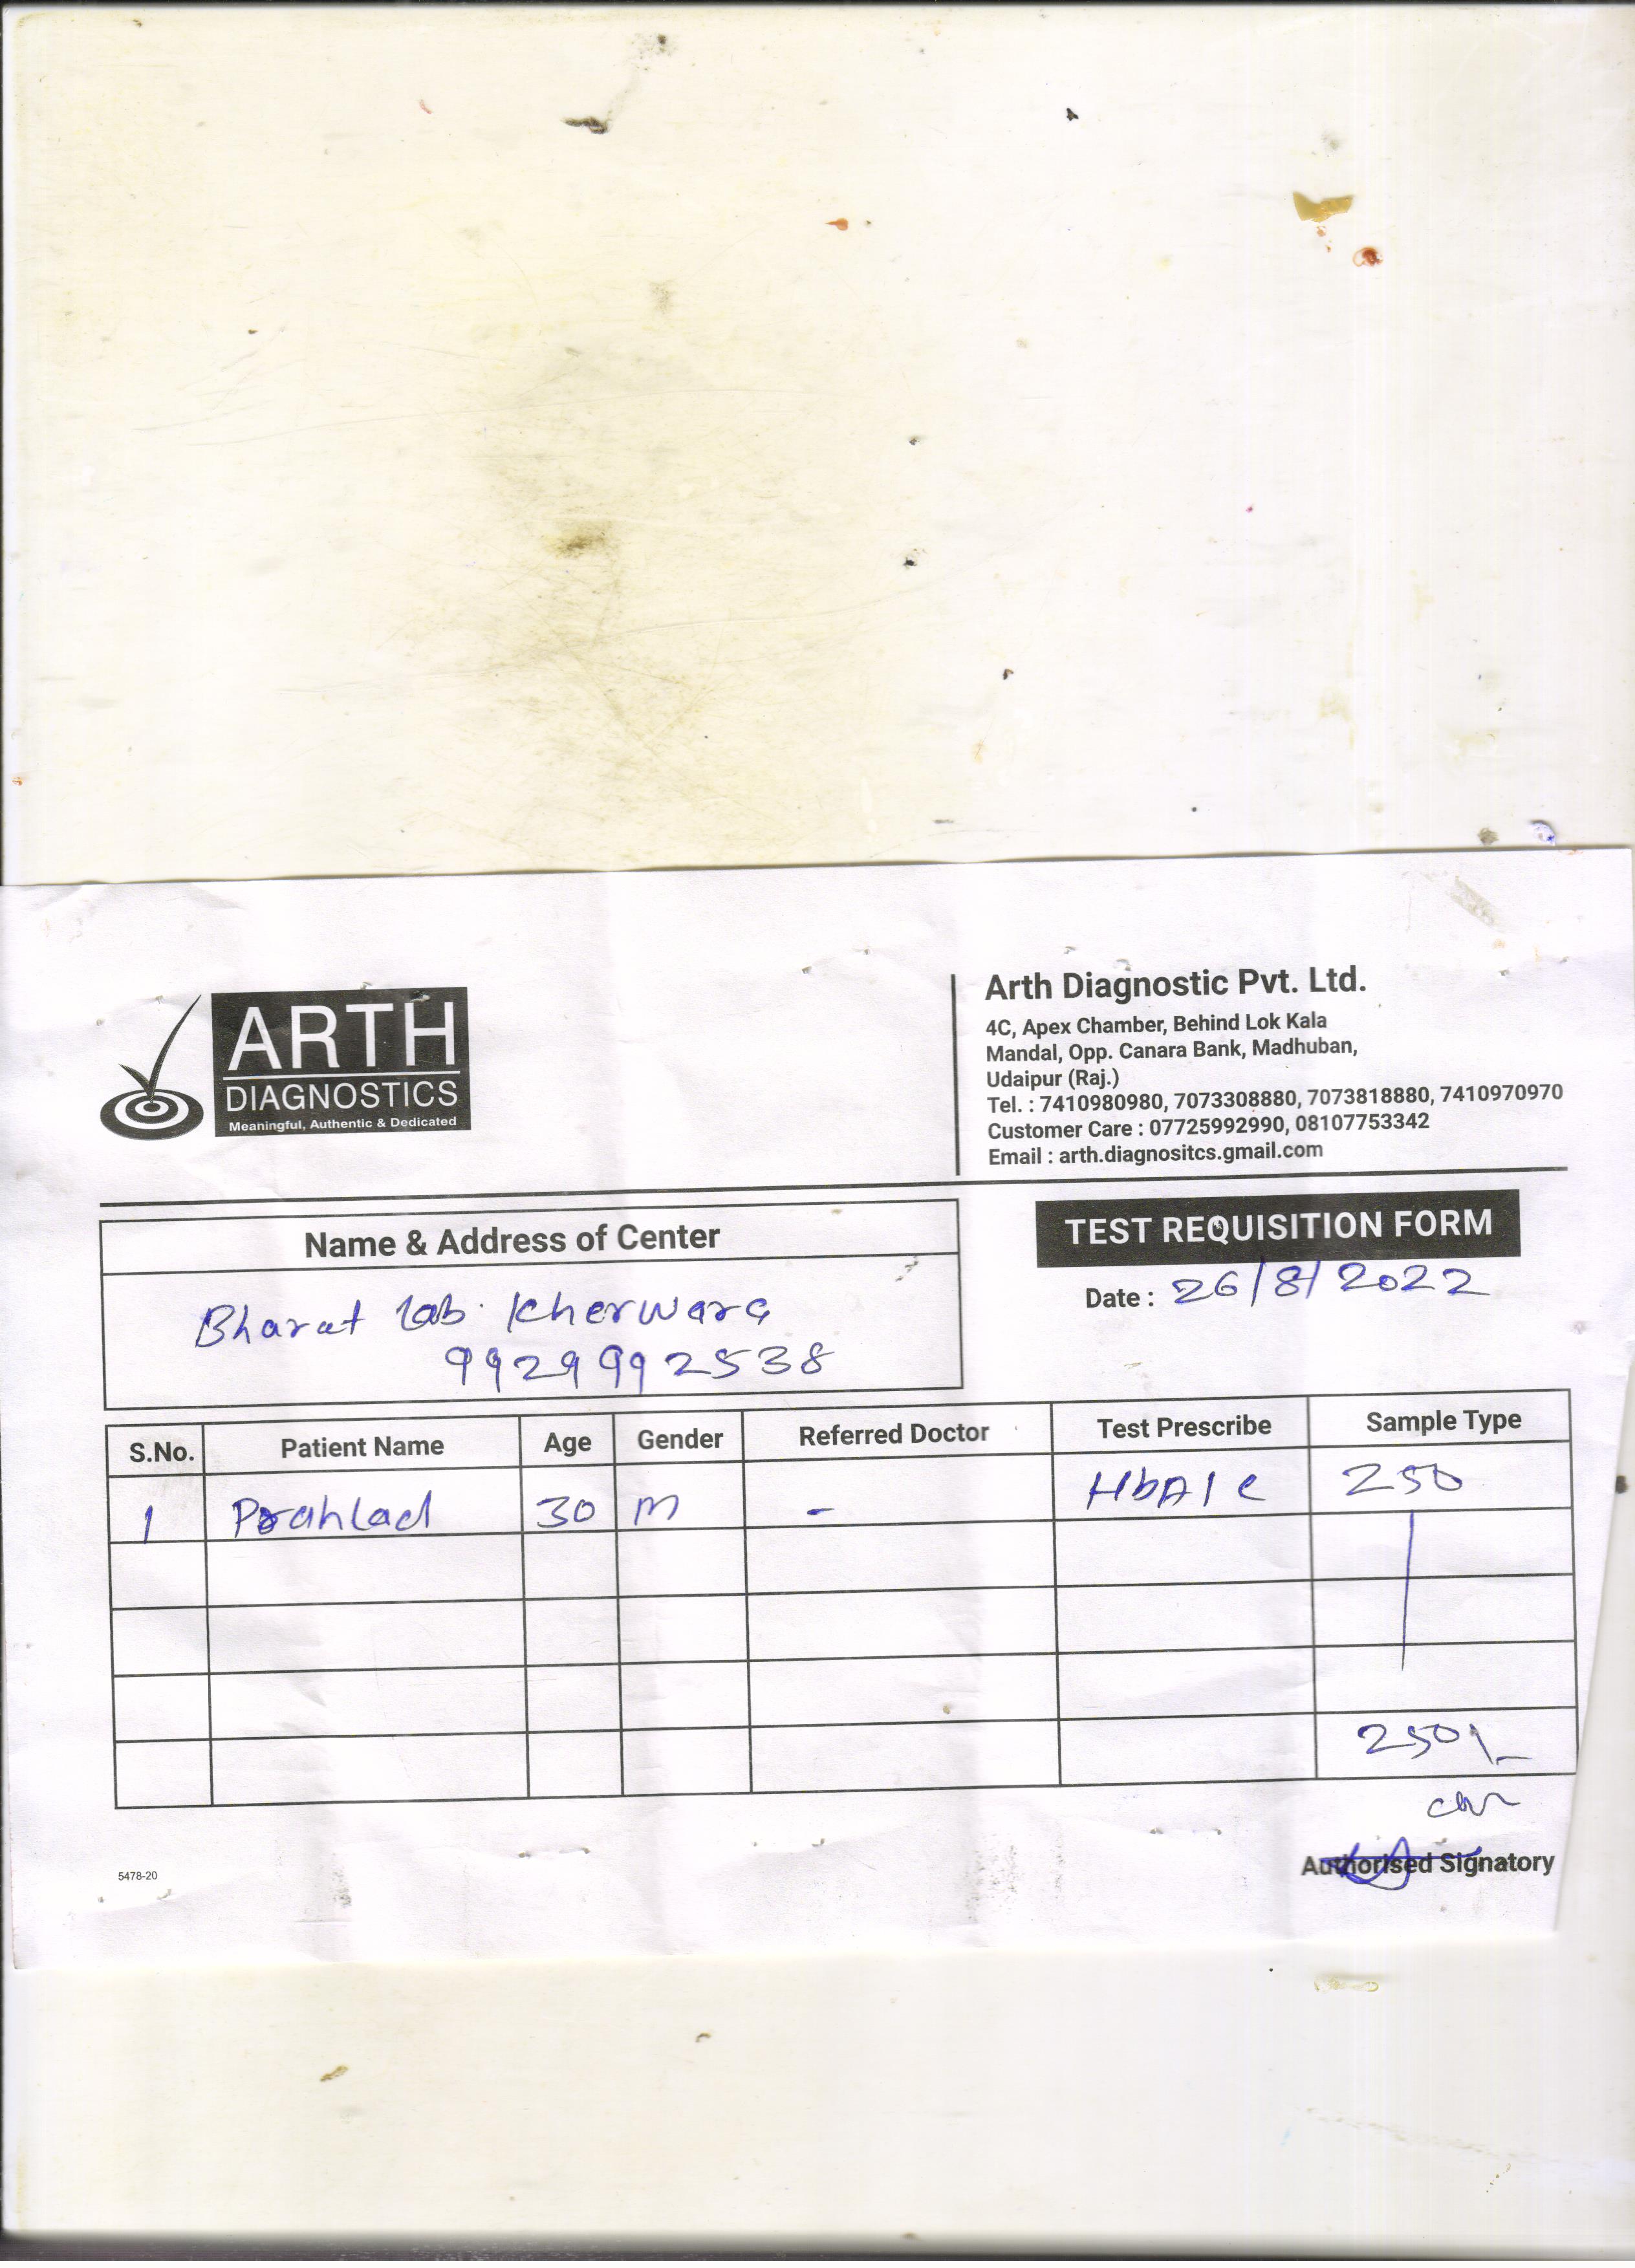 ARTH
DIAGNOSTICS
Meaningful, Authentic & Dedicated
Arth Diagnostic Pvt. Ltd.
4C, Apex Chamber, Behind Lok Kala
Mandal, Opp. Canara Bank, Madhuban,
Udaipur (Raj.)
Tel. : 7410980980, 7073308880, 7073818880, 7410970970
Customer Care : 07725992990, 08107753342
Email : arth.diagnositcs.gmail.com
Name & Address of Center
Bharat Lab. Kherwara
9929992538
TEST REQUISITION FORM
Date : 26/8/2022
S.No. Patient Name Age Gender Referred Doctor Test Prescribe Sample Type
1 Prahlad 30 M - HbA1c 250
250/-
Authorised Signatory
5478-20